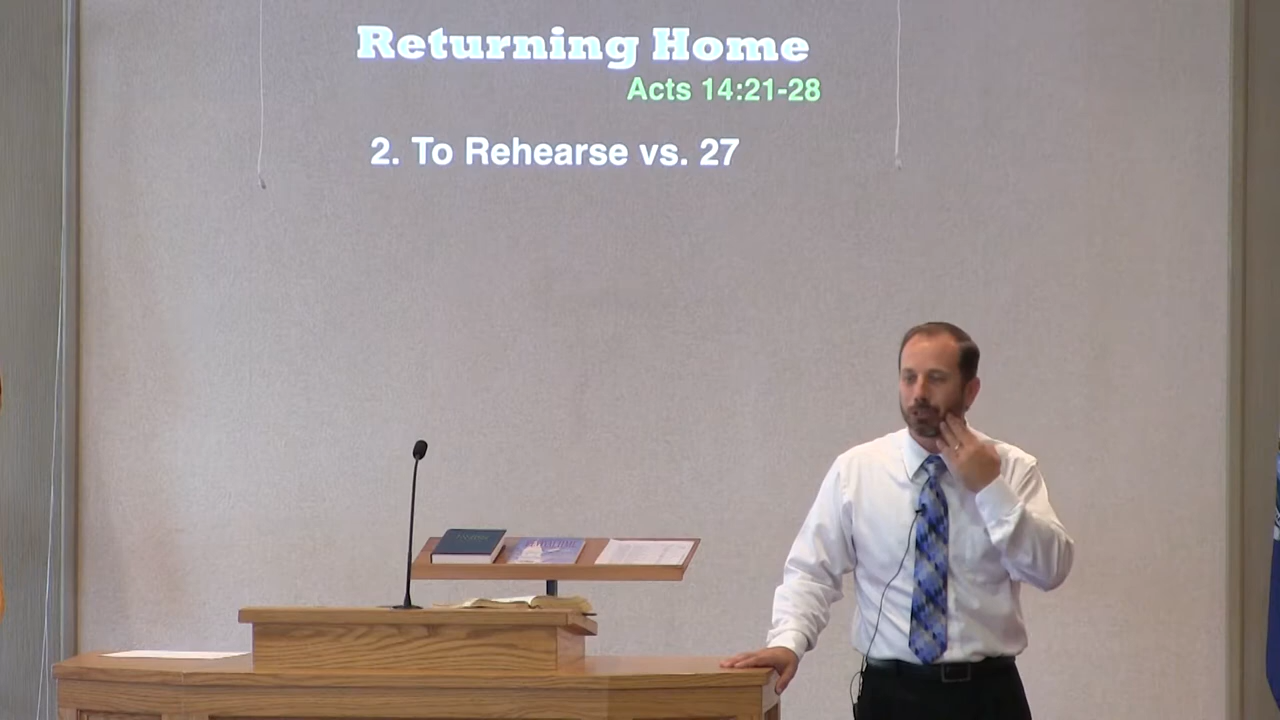 Returning Home
Acts 14:21-28
2. To Rehearse vs. 27